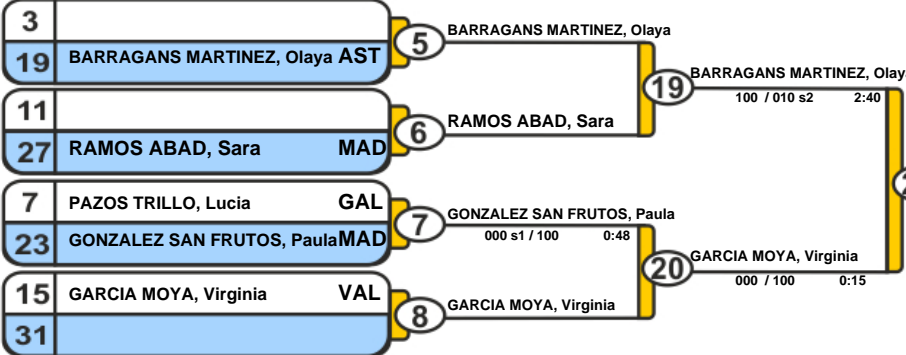 3
19 BARRAGANS MARTINEZ, Olaya AST
5
BARRAGANS MARTINEZ, Olaya
11
27 RAMOS ABAD, Sara MAD
6
RAMOS ABAD, Sara
19
BARRAGANS MARTINEZ, Olay
100 / 010 s2 2:40
7 PAZOS TRILLO, Lucia GAL
23 GONZALEZ SAN FRUTOS, Paula MAD
7
GONZALEZ SAN FRUTOS, Paula
000 s1 / 100 0:48
15 GARCIA MOYA, Virginia VAL
31
8
GARCIA MOYA, Virginia
20
GARCIA MOYA, Virginia
000 / 100 0:15